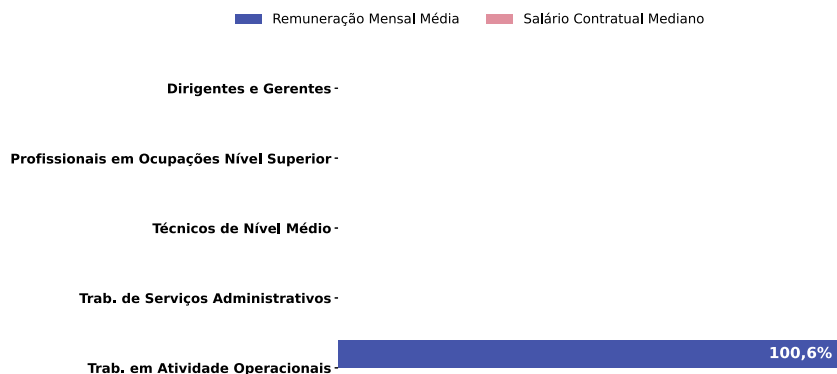 Remuneração Mensal Média Salário Contratual Mediano
Dirigentes e Gerentes
Profissionais em Ocupações Nível Superior
Técnicos de Nível Médio
Trab. de Serviços Administrativos
100,6%
Trab. em Atividade Operacionais